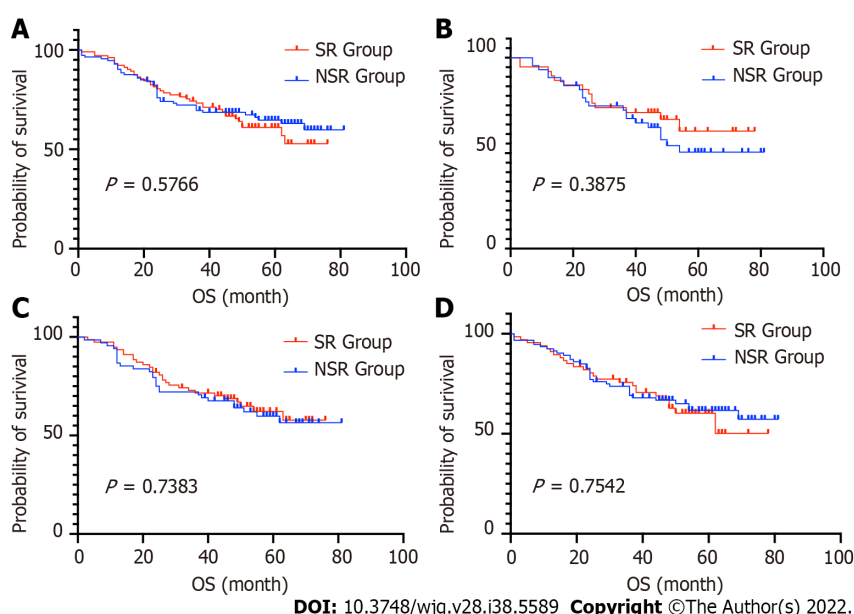 A
100
50
0
Probability of survival
SR Group
NSR Group
P = 0.5766
0 20 40 60 80 100
OS (month)
B
100
50
0
Probability of survival
SR Group
NSR Group
P = 0.3875
0 20 40 60 80 100
OS (month)
C
100
50
0
Probability of survival
SR Group
NSR Group
P = 0.7383
0 20 40 60 80 100
OS (month)
D
100
50
0
Probability of survival
SR Group
NSR Group
P = 0.7542
0 20 40 60 80 100
OS (month)
DOI: 10.3748/wjg.v28.i38.5589 Copyright ©The Author(s) 2022.